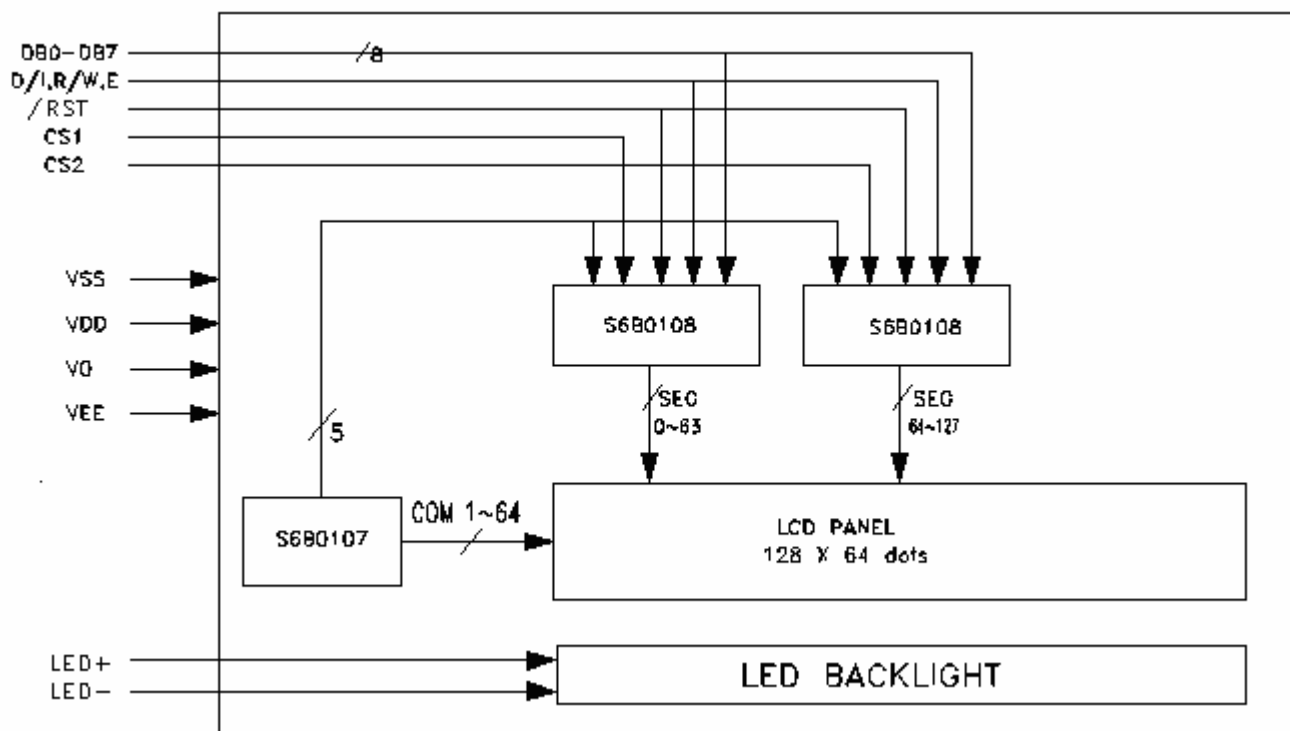 DB0-DB7
/8
D/I,R/W,E
/RST
CS1
CS2
VSS
VDD
VO
VEE
S6B0108
S6B0108
SEG
0~63
SEG
64~127
5
S6B0107
COM 1~64
LCD PANEL
128 X 64 dots
LED+
LED-
LED BACKLIGHT